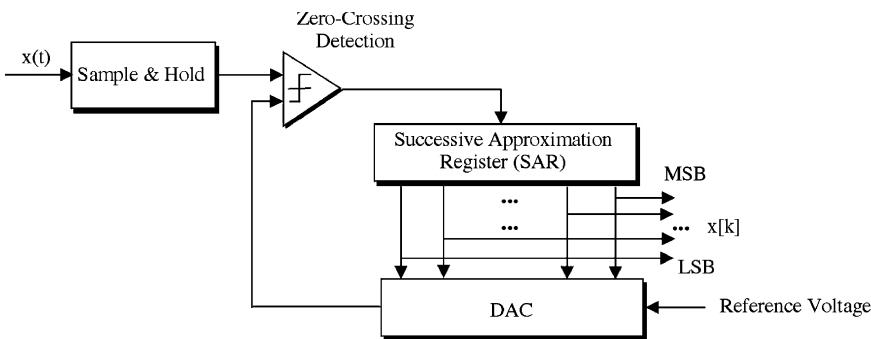 Zero-Crossing
Detection
x(t)
Sample & Hold
Successive Approximation
Register (SAR)
MSB
...
...
... x[k]
LSB
DAC
Reference Voltage